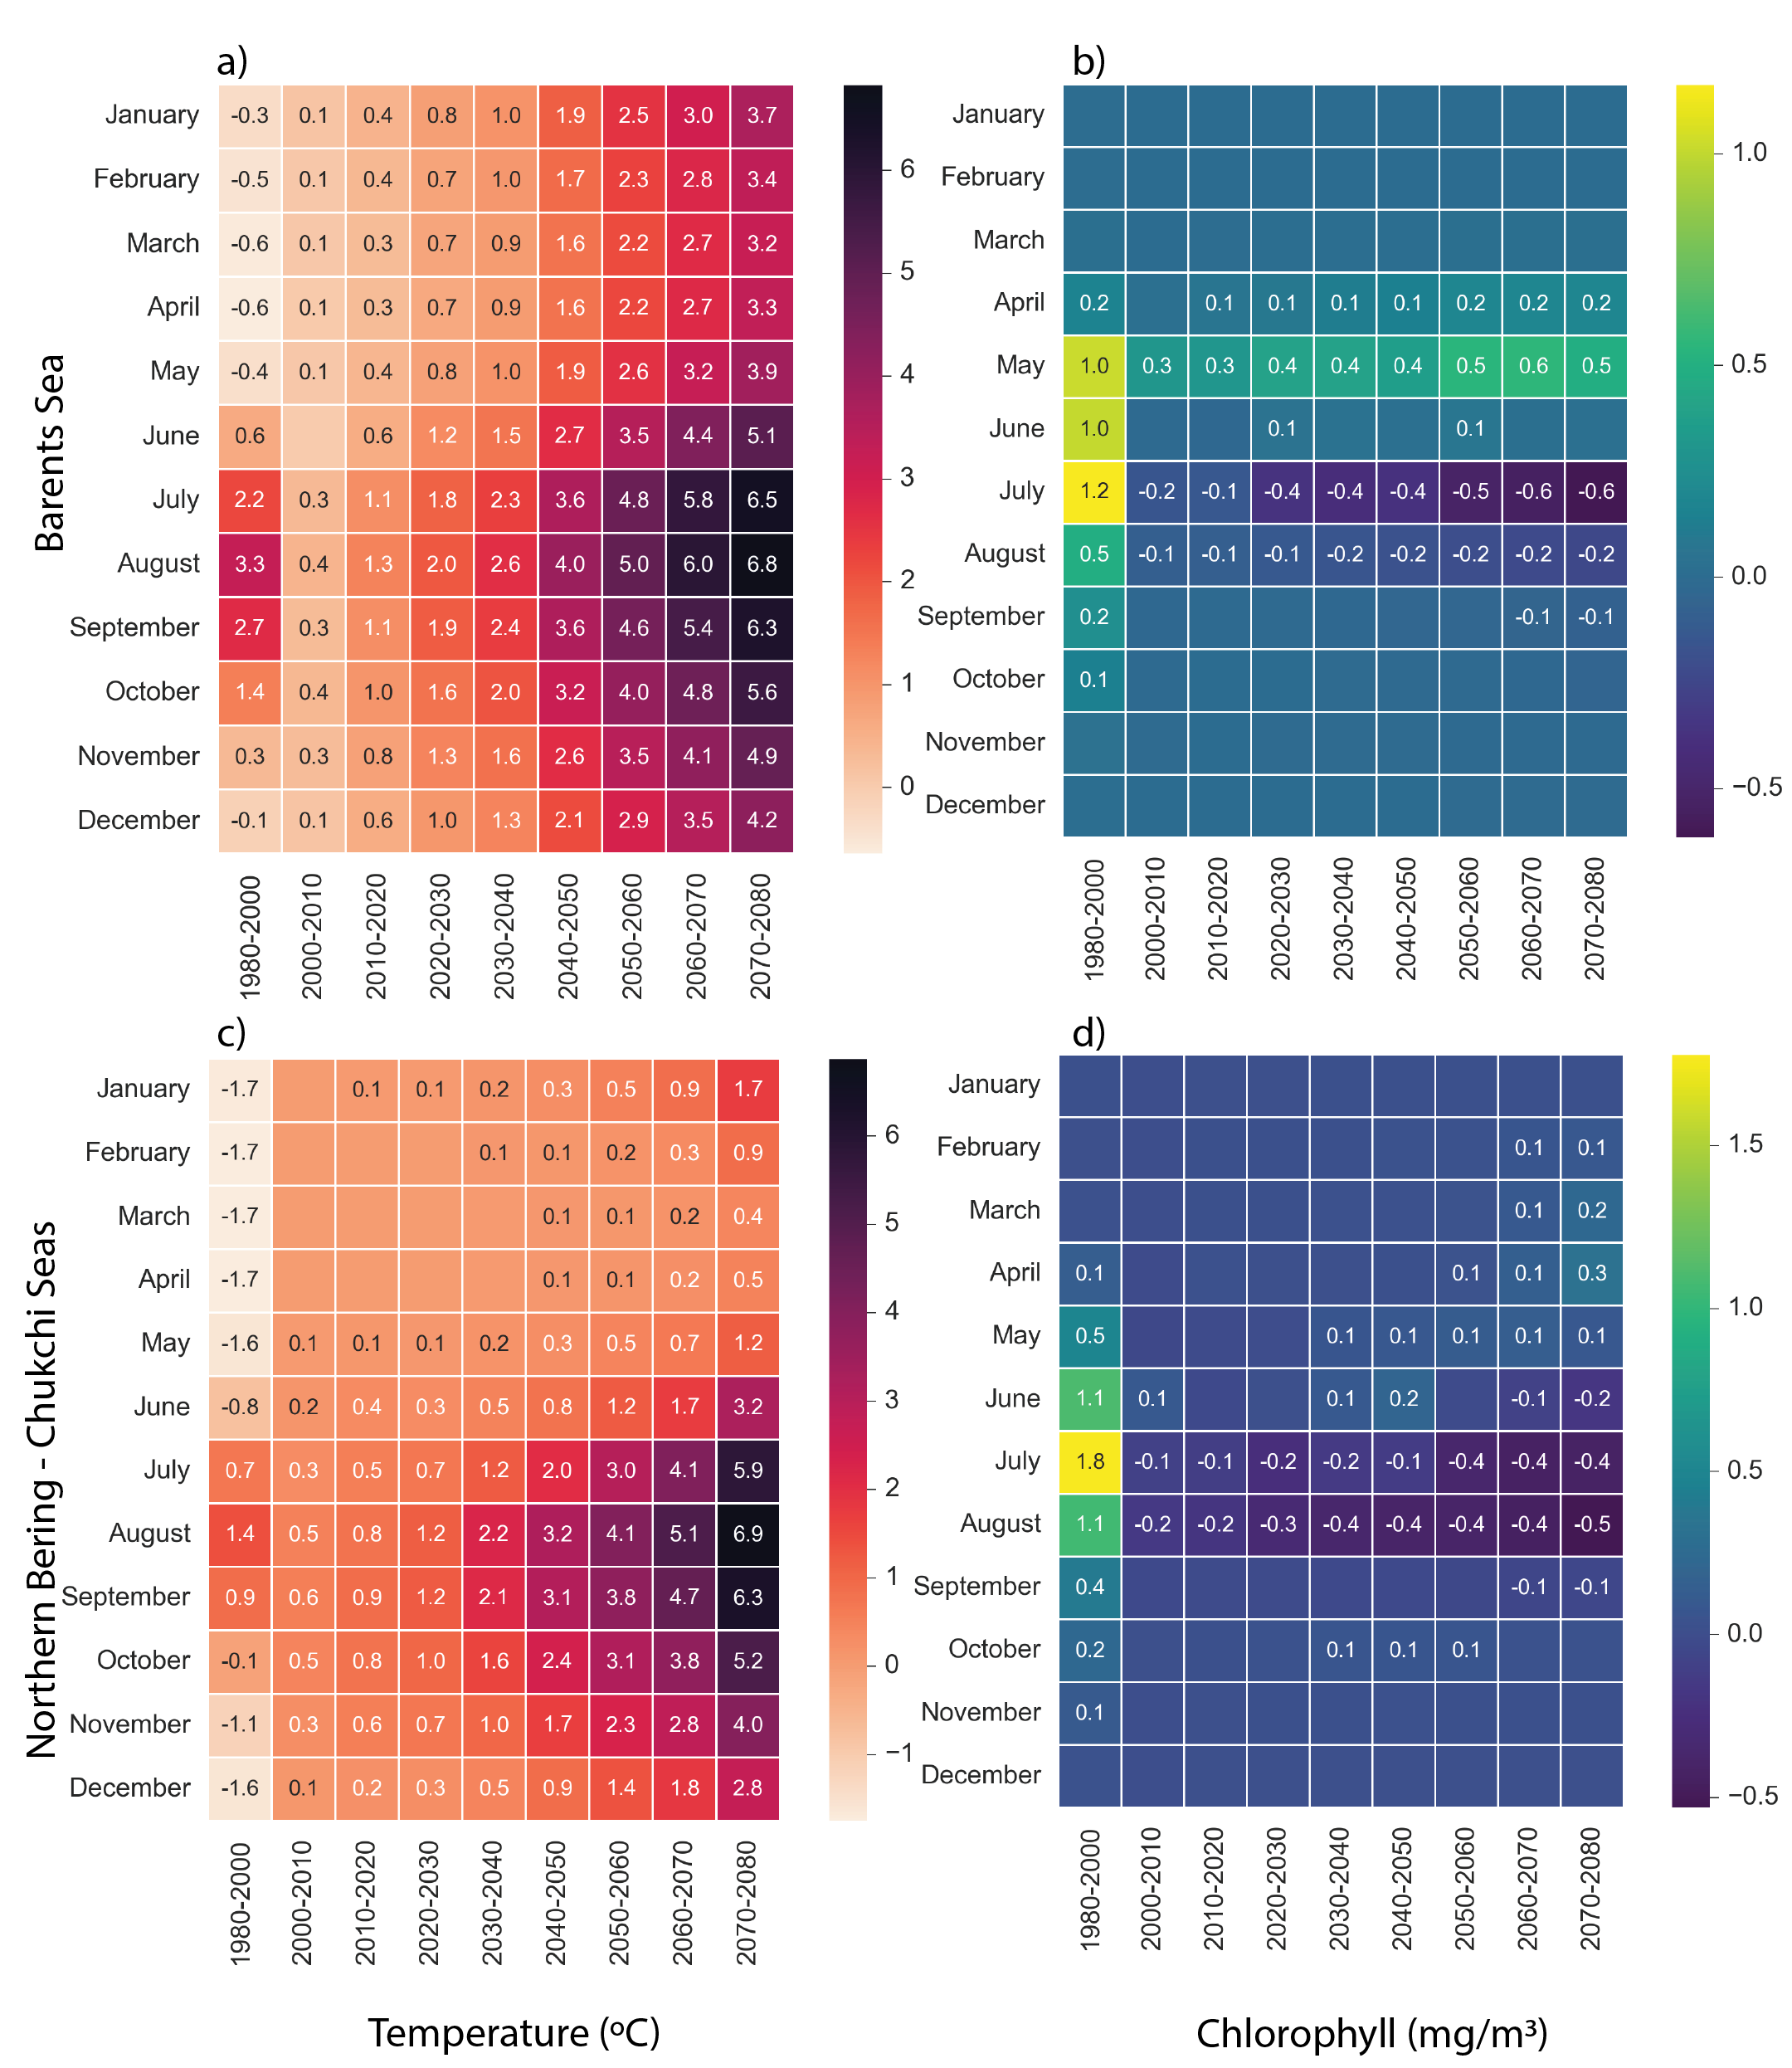 a)
b)
Barents Sea
January -0.3 0.1 0.4 0.8 1.0 1.9 2.5 3.0 3.7
February -0.5 0.1 0.4 0.7 1.0 1.7 2.3 2.8 3.4
March -0.6 0.1 0.3 0.7 0.9 1.6 2.2 2.7 3.2
April -0.6 0.1 0.3 0.7 0.9 1.6 2.2 2.7 3.3
May -0.4 0.1 0.4 0.8 1.0 1.9 2.6 3.2 3.9
June 0.6 0.6 1.2 1.5 2.7 3.5 4.4 5.1
July 2.2 0.3 1.1 1.8 2.3 3.6 4.8 5.8 6.5
August 3.3 0.4 1.3 2.0 2.6 4.0 5.0 6.0 6.8
September 2.7 0.3 1.1 1.9 2.4 3.6 4.6 5.4 6.3
October 1.4 0.4 1.0 1.6 2.0 3.2 4.0 4.8 5.6
November 0.3 0.3 0.8 1.3 1.6 2.6 3.5 4.1 4.9
December -0.1 0.1 0.6 1.0 1.3 2.1 2.9 3.5 4.2
1980-2000 2000-2010 2010-2020 2020-2030 2030-2040 2040-2050 2050-2060 2060-2070 2070-2080
6
5
4
3
2
1
0
January
February
March
April 0.2 0.1 0.1 0.1 0.1 0.2 0.2 0.2
May 1.0 0.3 0.3 0.4 0.4 0.4 0.5 0.6 0.5
June 1.0 0.1 0.1
July 1.2 -0.2 -0.1 -0.4 -0.4 -0.4 -0.5 -0.6 -0.6
August 0.5 -0.1 -0.1 -0.1 -0.2 -0.2 -0.2 -0.2 -0.2
September 0.2 -0.1 -0.1
October 0.1
November
December
1980-2000 2000-2010 2010-2020 2020-2030 2030-2040 2040-2050 2050-2060 2060-2070 2070-2080
1.0
0.5
0.0
−0.5
c)
d)
Northern Bering - Chukchi Seas
January -1.7 0.1 0.1 0.2 0.3 0.5 0.9 1.7
February -1.7 0.1 0.1 0.2 0.3 0.9
March -1.7 0.1 0.1 0.2 0.4
April -1.7 0.1 0.1 0.2 0.5
May -1.6 0.1 0.1 0.1 0.2 0.3 0.5 0.7 1.2
June -0.8 0.2 0.4 0.3 0.5 0.8 1.2 1.7 3.2
July 0.7 0.3 0.5 0.7 1.2 2.0 3.0 4.1 5.9
August 1.4 0.5 0.8 1.2 2.2 3.2 4.1 5.1 6.9
September 0.9 0.6 0.9 1.2 2.1 3.1 3.8 4.7 6.3
October -0.1 0.5 0.8 1.0 1.6 2.4 3.1 3.8 5.2
November -1.1 0.3 0.6 0.7 1.0 1.7 2.3 2.8 4.0
December -1.6 0.1 0.2 0.3 0.5 0.9 1.4 1.8 2.8
1980-2000 2000-2010 2010-2020 2020-2030 2030-2040 2040-2050 2050-2060 2060-2070 2070-2080
6
5
4
3
2
1
0
−1
January
February 0.1 0.1
March 0.1 0.2
April 0.1 0.1 0.1 0.3
May 0.5 0.1 0.1 0.1 0.1 0.1
June 1.1 0.1 0.1 0.2 -0.1 -0.2
July 1.8 -0.1 -0.1 -0.2 -0.2 -0.1 -0.4 -0.4 -0.4
August 1.1 -0.2 -0.2 -0.3 -0.4 -0.4 -0.4 -0.4 -0.5
September 0.4 -0.1 -0.1
October 0.2 0.1 0.1 0.1
November 0.1
December
1980-2000 2000-2010 2010-2020 2020-2030 2030-2040 2040-2050 2050-2060 2060-2070 2070-2080
1.5
1.0
0.5
0.0
−0.5
Temperature (ºC)
Chlorophyll (mg/m³)